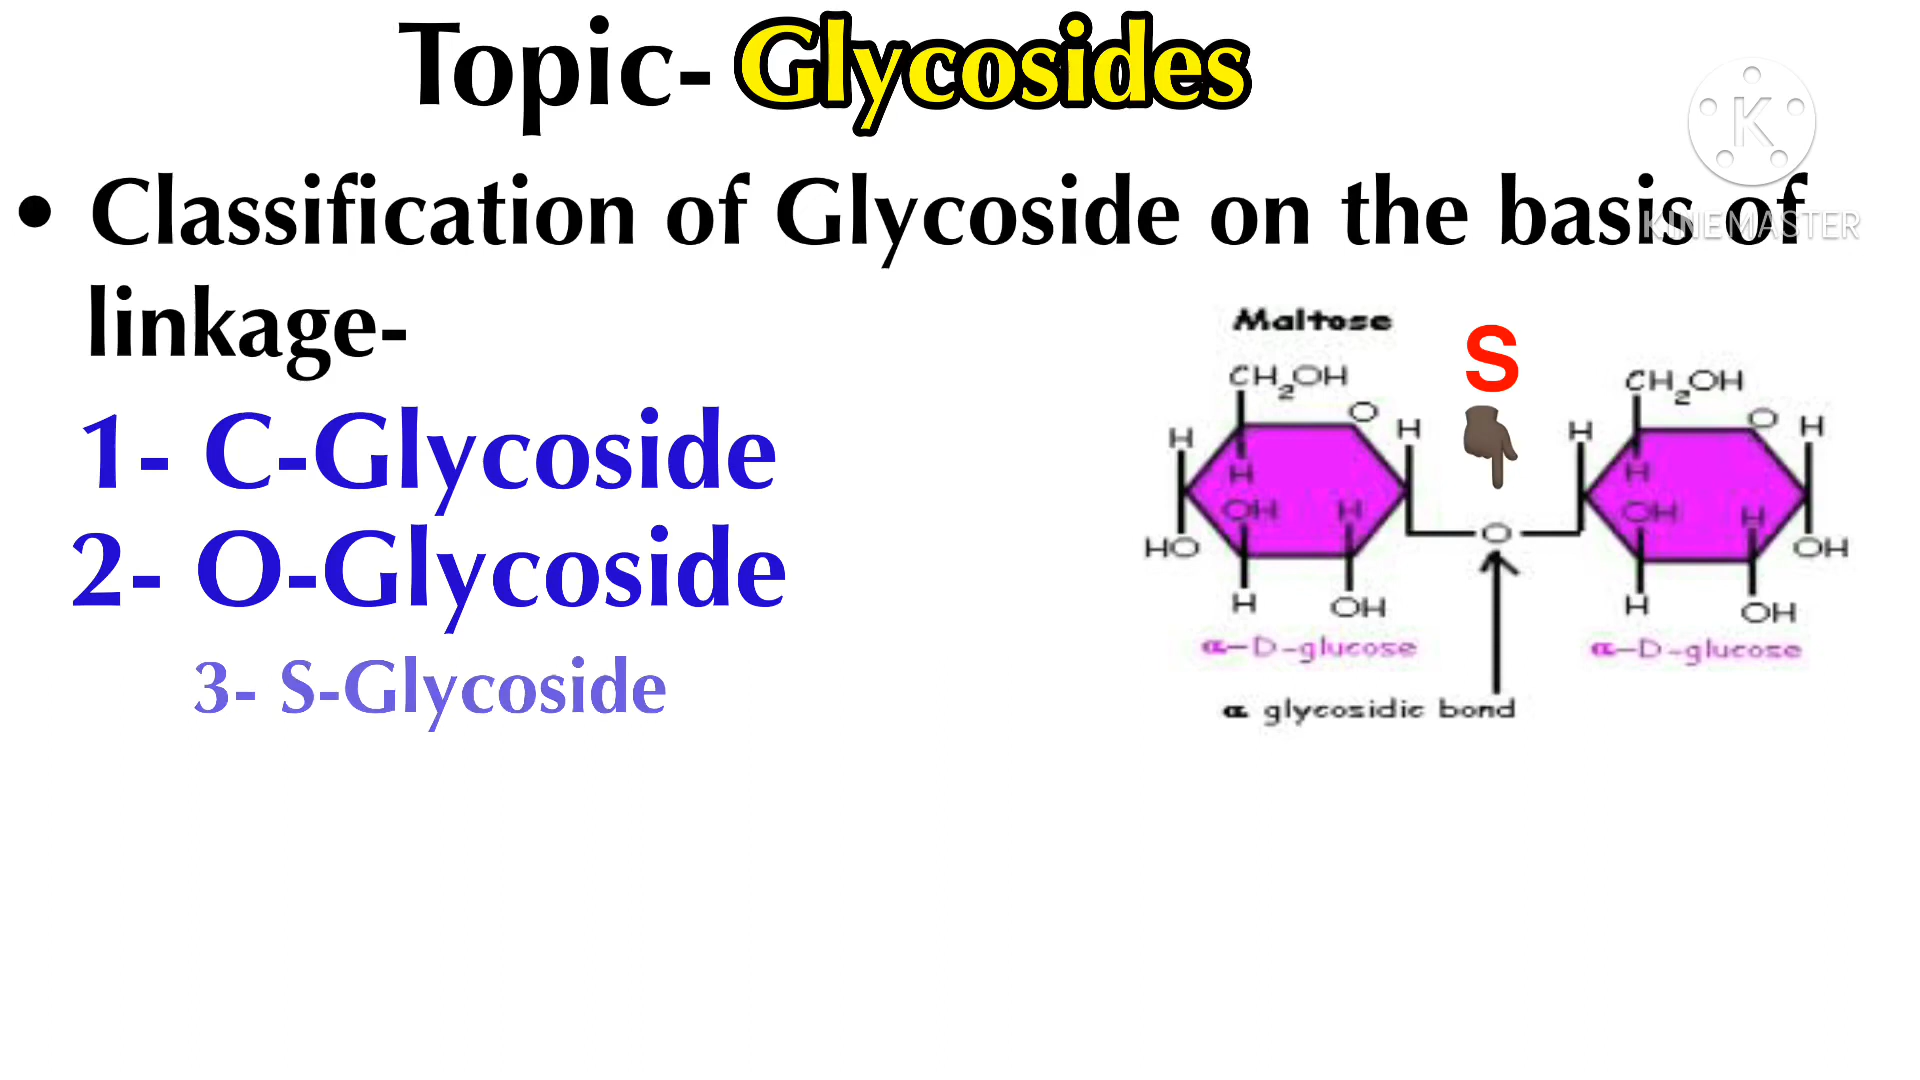 Topic- Glycosides
• Classification of Glycoside on the basis of
linkage-
1- C-Glycoside
2- O-Glycoside
3- S-Glycoside
K
KINEMASTER
Maltose
S
CH2OH
CH2OH
O
O
H
H
H
H
H
H
OH
H
OH
H
O
HO
OH
H
OH
H
OH
α-D-glucose
α-D-glucose
α glycosidic bond